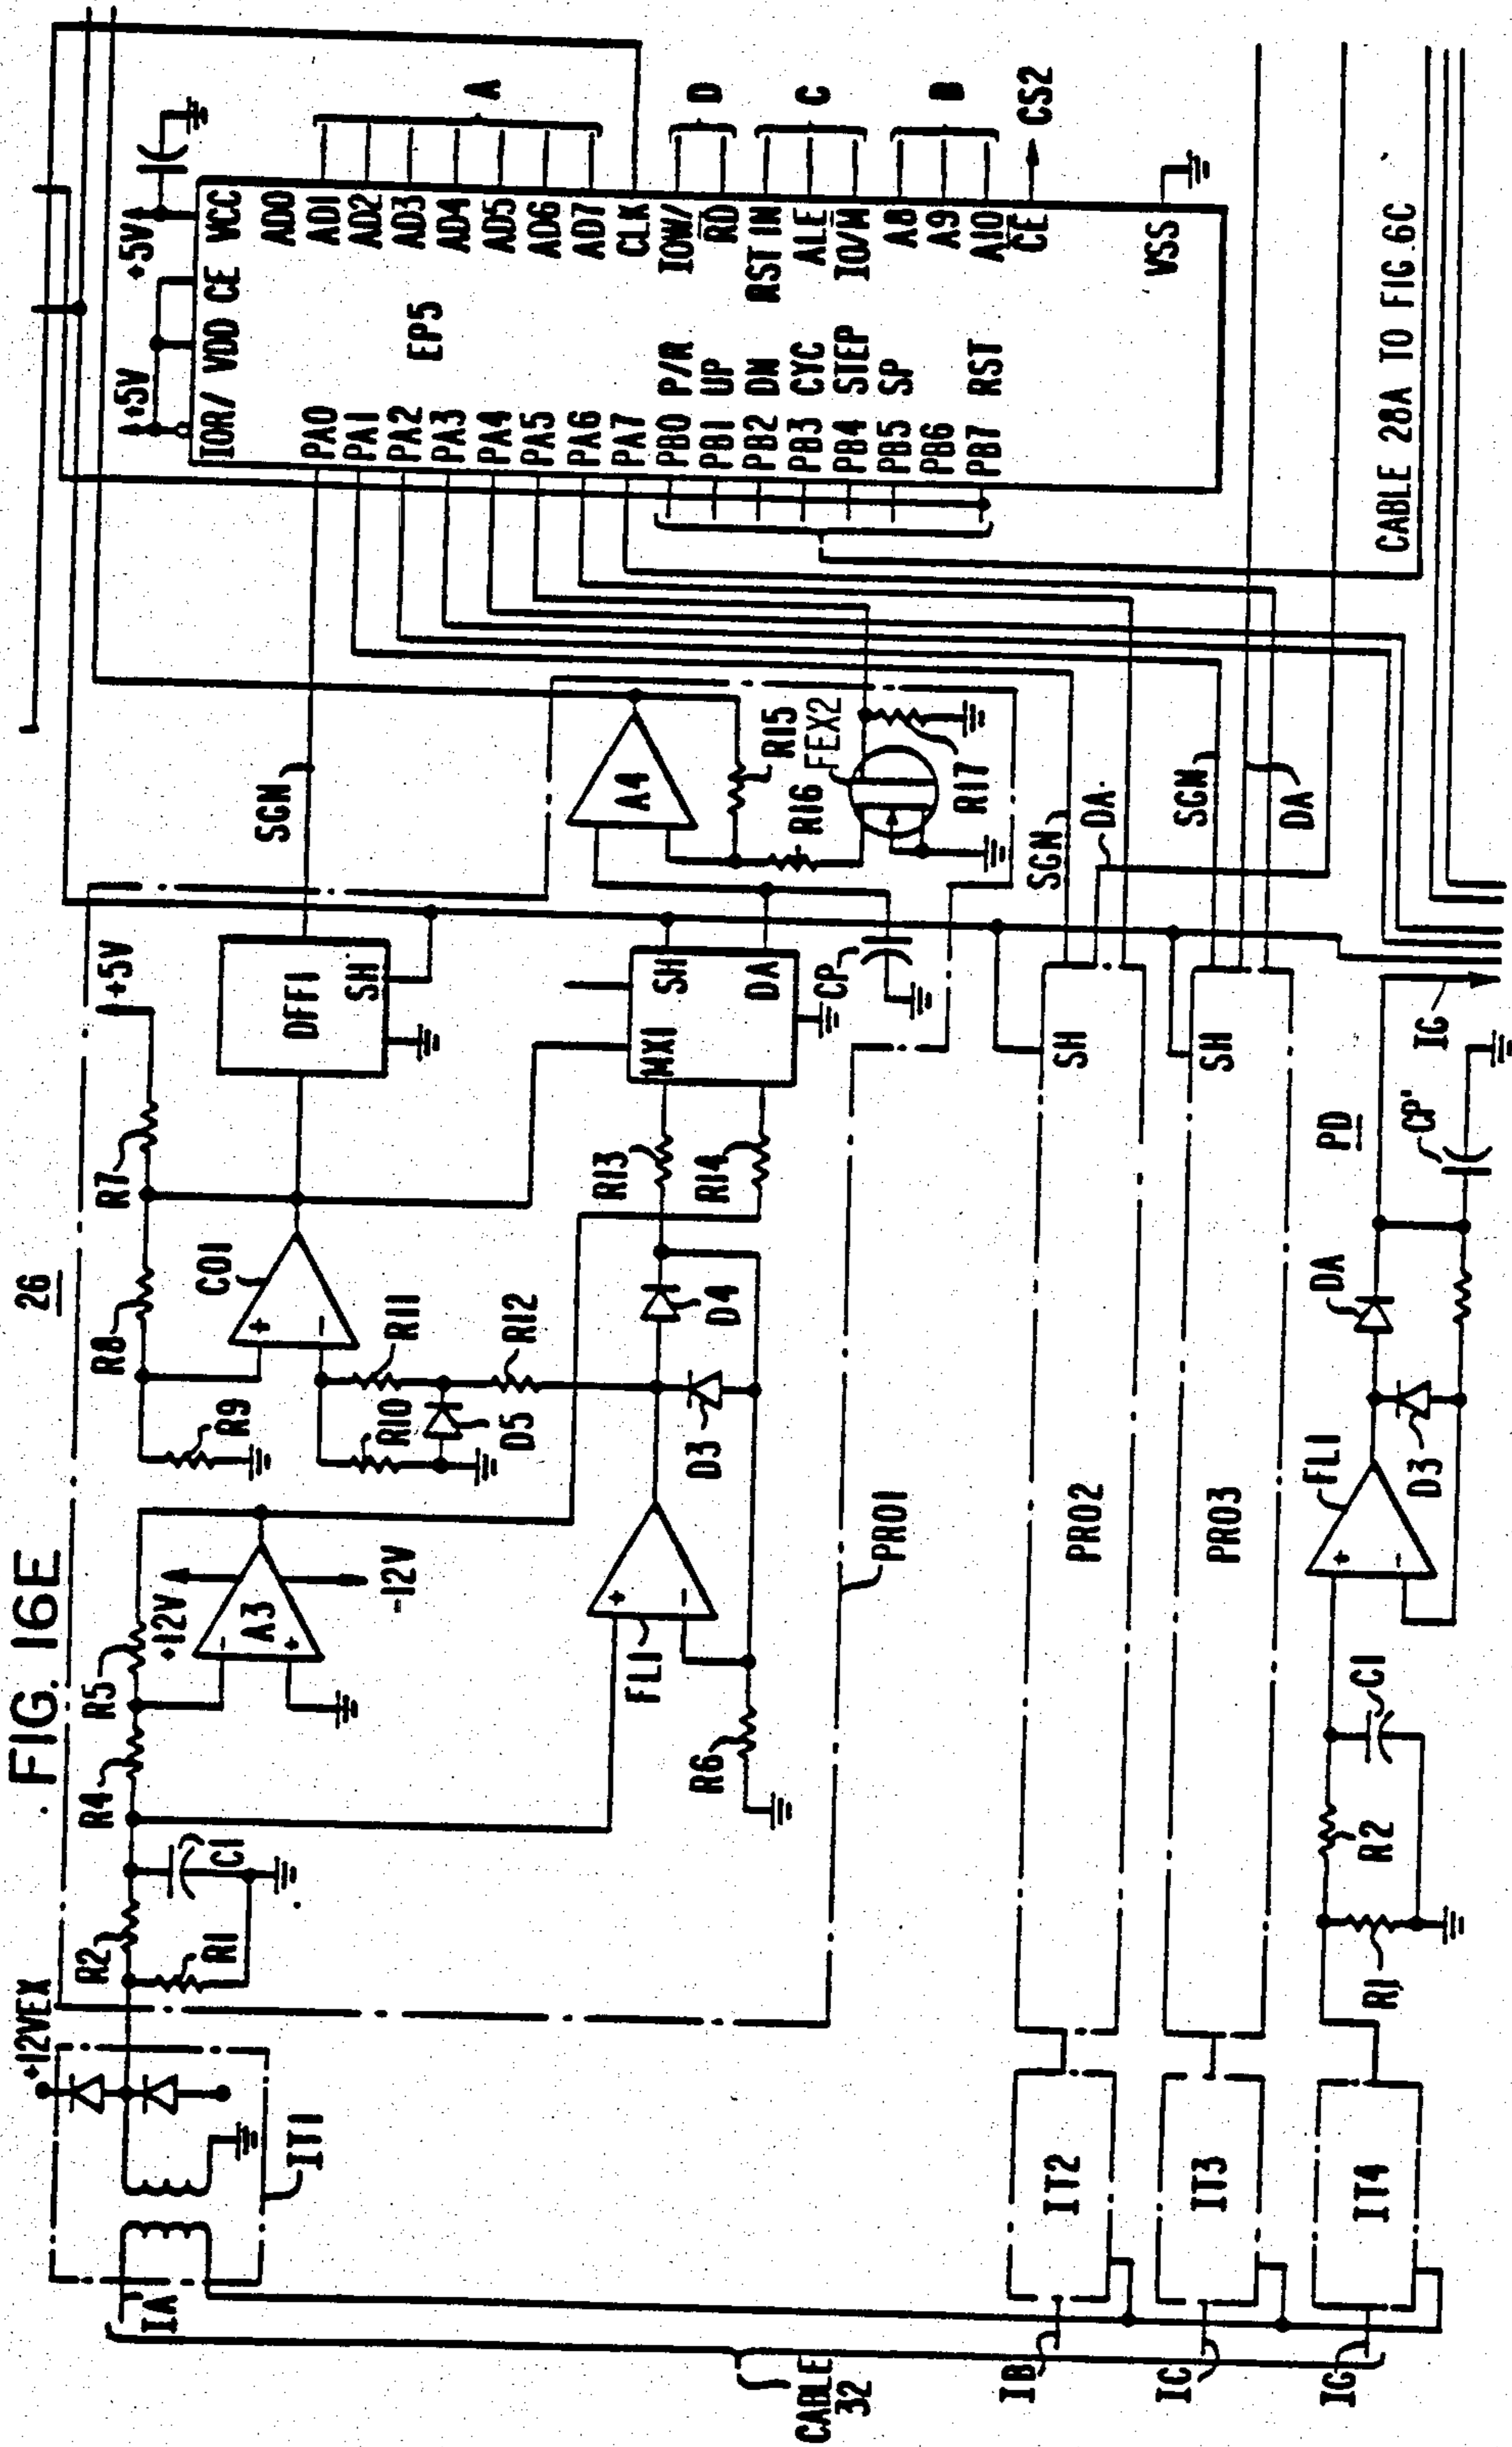 FIG. 16E
26
+12VEX
IT1
IA
CABLE
32
IB
IC
IG
IT2
IT3
IT4
R2
R1
C1
R4
R5
+12V
-12V
A3
R9
R8
R7
+5V
CO1
R10
R11
D5
R12
FL1
R6
D3
D4
R13
R14
DFF1
SH
MX1
SH
DA
CP
PRO1
PRO2
SH
PRO3
SH
SGN
A4
R15
R16
FEX2
R17
SGN
DA
SGN
DA
R1
R2
C1
FL1
D3
DA
PD
CP'
IG
+5V
+5V
IOR/ VDD CE VCC
EP5
PA0
PA1
PA2
PA3
PA4
PA5
PA6
PA7
PB0 P/R
PB1 UP
PB2 DN
PB3 CYC
PB4 STEP
PB5 SP
PB6
PB7 RST
AD0
AD1
AD2
AD3
AD4
AD5
AD6
AD7
CLK
IOW/
RD
RST IN
ALE
IO/M
A8
A9
A10
CE
VSS
A
D
C
B
CS2
CABLE 28A TO FIG. 6C